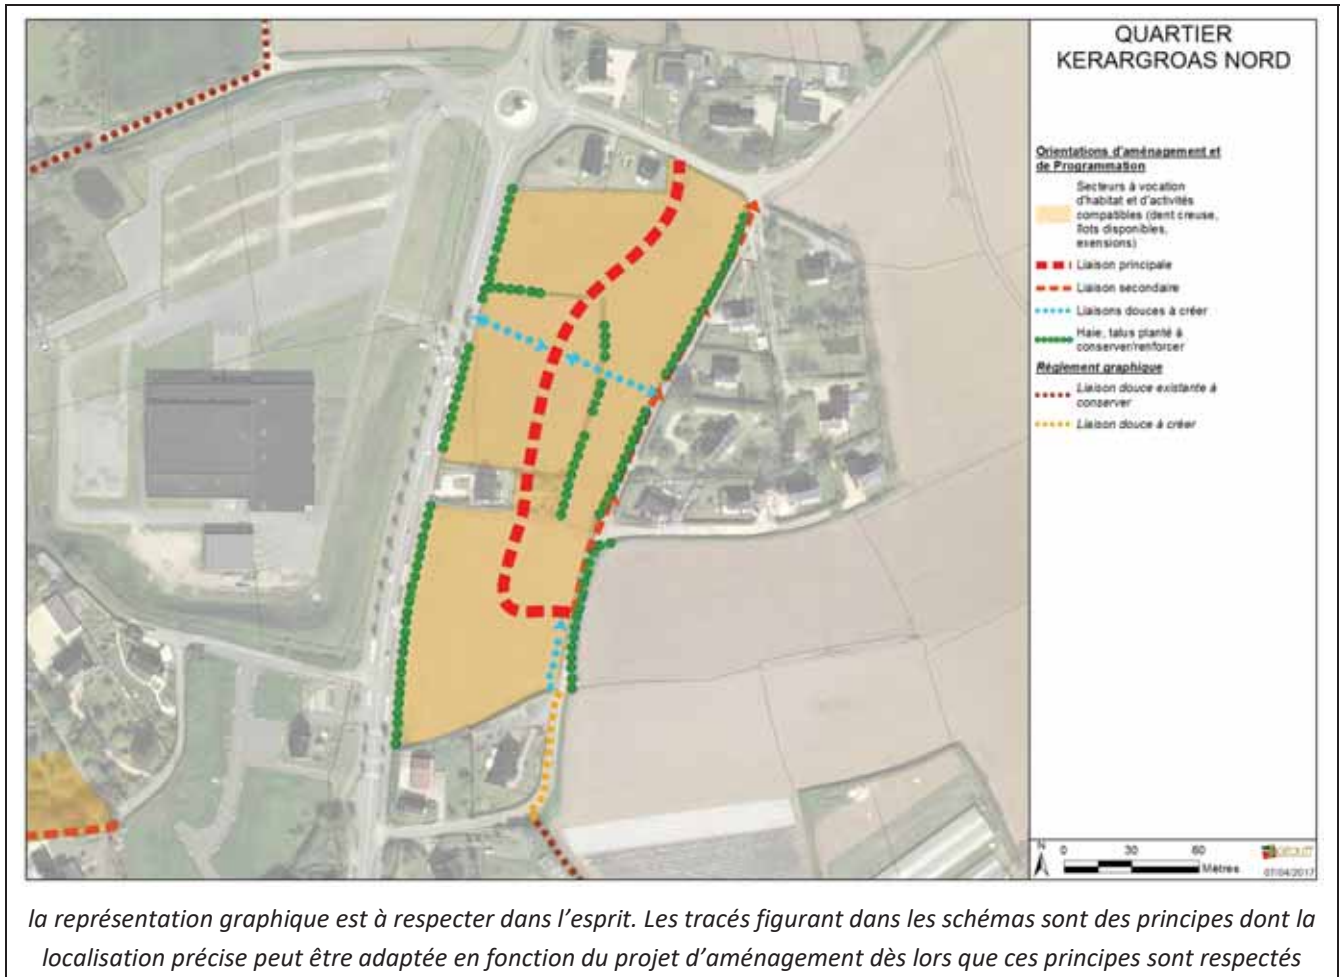 QUARTIER
KERARGROAS NORD
Orientations d'aménagement et
de Programmation
Secteurs à vocation
d'habitat et d'activités
compatibles (dent creuse,
îlots disponibles,
exensions)
Liaison principale
Liaison secondaire
Liaisons douces à créer
Haie, talus planté à
conserver/renforcer
Réglement graphique
Liaison douce existante à
conserver
Liaison douce à créer
N
0 30 60
Mètres
07/04/2017
la représentation graphique est à respecter dans l'esprit. Les tracés figurant dans les schémas sont des principes dont la
localisation précise peut être adaptée en fonction du projet d'aménagement dès lors que ces principes sont respectés